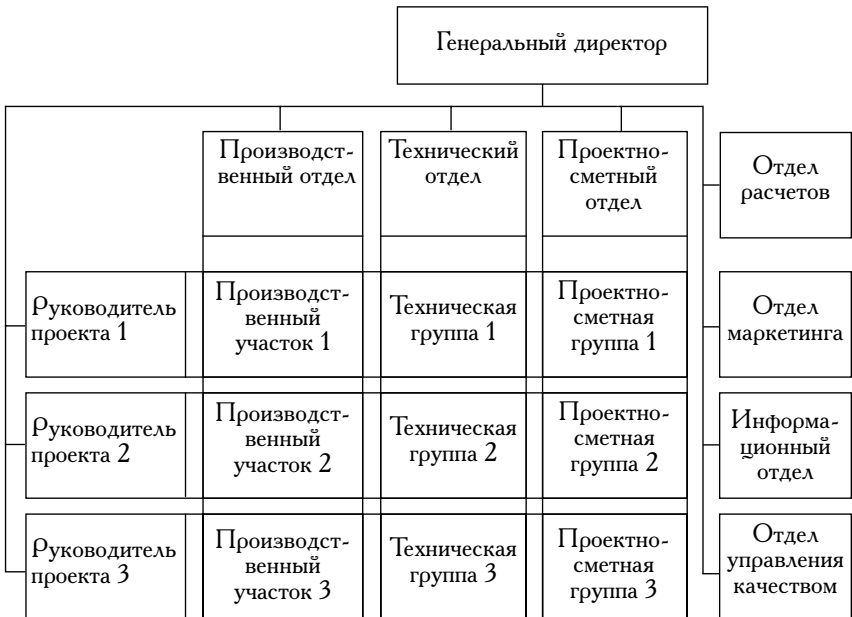 Генеральный директор
Производст-
венный отдел
Технический
отдел
Проектно-
сметный
отдел
Отдел
расчетов
Руководитель
проекта 1
Производст-
венный
участок 1
Техническая
группа 1
Проектно-
сметная
группа 1
Отдел
маркетинга
Руководитель
проекта 2
Производст-
венный
участок 2
Техническая
группа 2
Проектно-
сметная
группа 2
Информа-
ционный
отдел
Руководитель
проекта 3
Производст-
венный
участок 3
Техническая
группа 3
Проектно-
сметная
группа 3
Отдел
управления
качеством